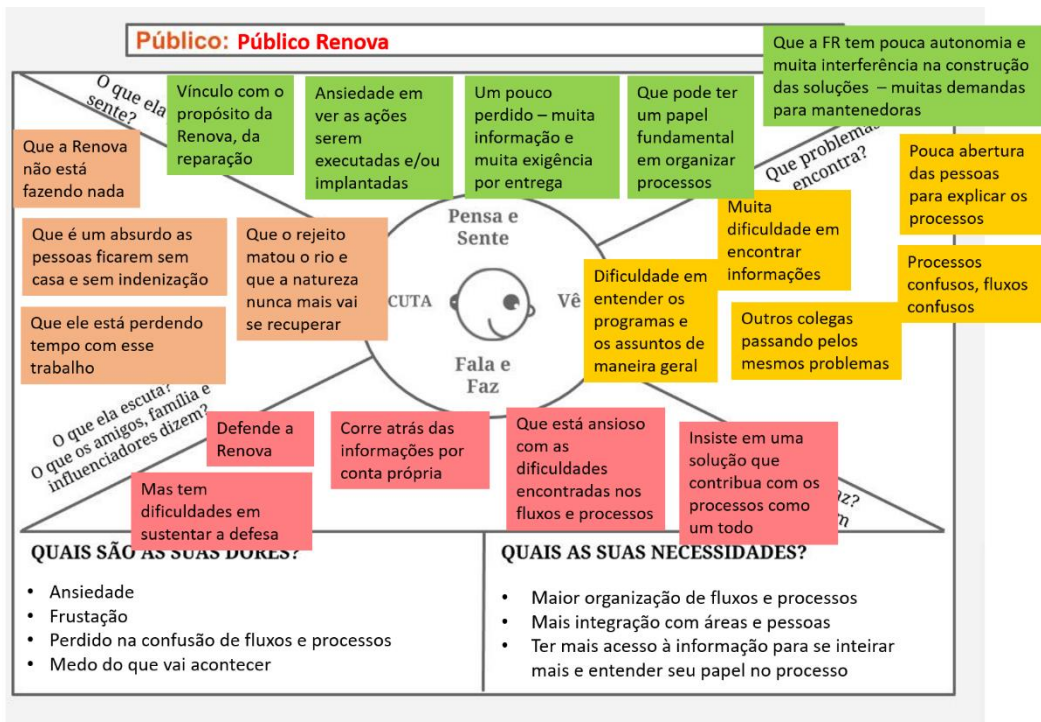 Público: Público Renova
O que ela
sente?
Vínculo com o
propósito da
Renova, da
reparação
Ansiedade em
ver as ações
serem
executadas e/ou
implantadas
Um pouco
perdido – muita
informação e
muita exigência
por entrega
Que pode ter
um papel
fundamental
em organizar
processos
Que a FR tem pouca autonomia e
muita interferência na construção
das soluções – muitas demandas
para mantenedoras
Que a Renova
não está
fazendo nada
Que é um absurdo as
pessoas ficarem sem
casa e sem indenização
Que o rejeito
matou o rio e
que a natureza
nunca mais vai
se recuperar
Que ele está perdendo
tempo com esse
trabalho
Pensa e
Sente
CUTA
Vê
Fala e
Faz
Que problemas
encontra?
Pouca abertura
das pessoas
para explicar os
processos
Muita
dificuldade em
encontrar
informações
Dificuldade em
entender os
programas e
os assuntos de
maneira geral
Processos
confusos, fluxos
confusos
Outros colegas
passando pelos
mesmos problemas
O que ela escuta?
O que os amigos, família e
influenciadores dizem?
Defende a
Renova
Mas tem
dificuldades em
sustentar a defesa
Corre atrás das
informações por
conta própria
Que está ansioso
com as
dificuldades
encontradas nos
fluxos e processos
Insiste em uma
solução que
contribua com os
processos como
um todo
az?
m
QUAIS SÃO AS SUAS DORES?
• Ansiedade
• Frustação
• Perdido na confusão de fluxos e processos
• Medo do que vai acontecer
QUAIS AS SUAS NECESSIDADES?
• Maior organização de fluxos e processos
• Mais integração com áreas e pessoas
• Ter mais acesso à informação para se inteirar
mais e entender seu papel no processo